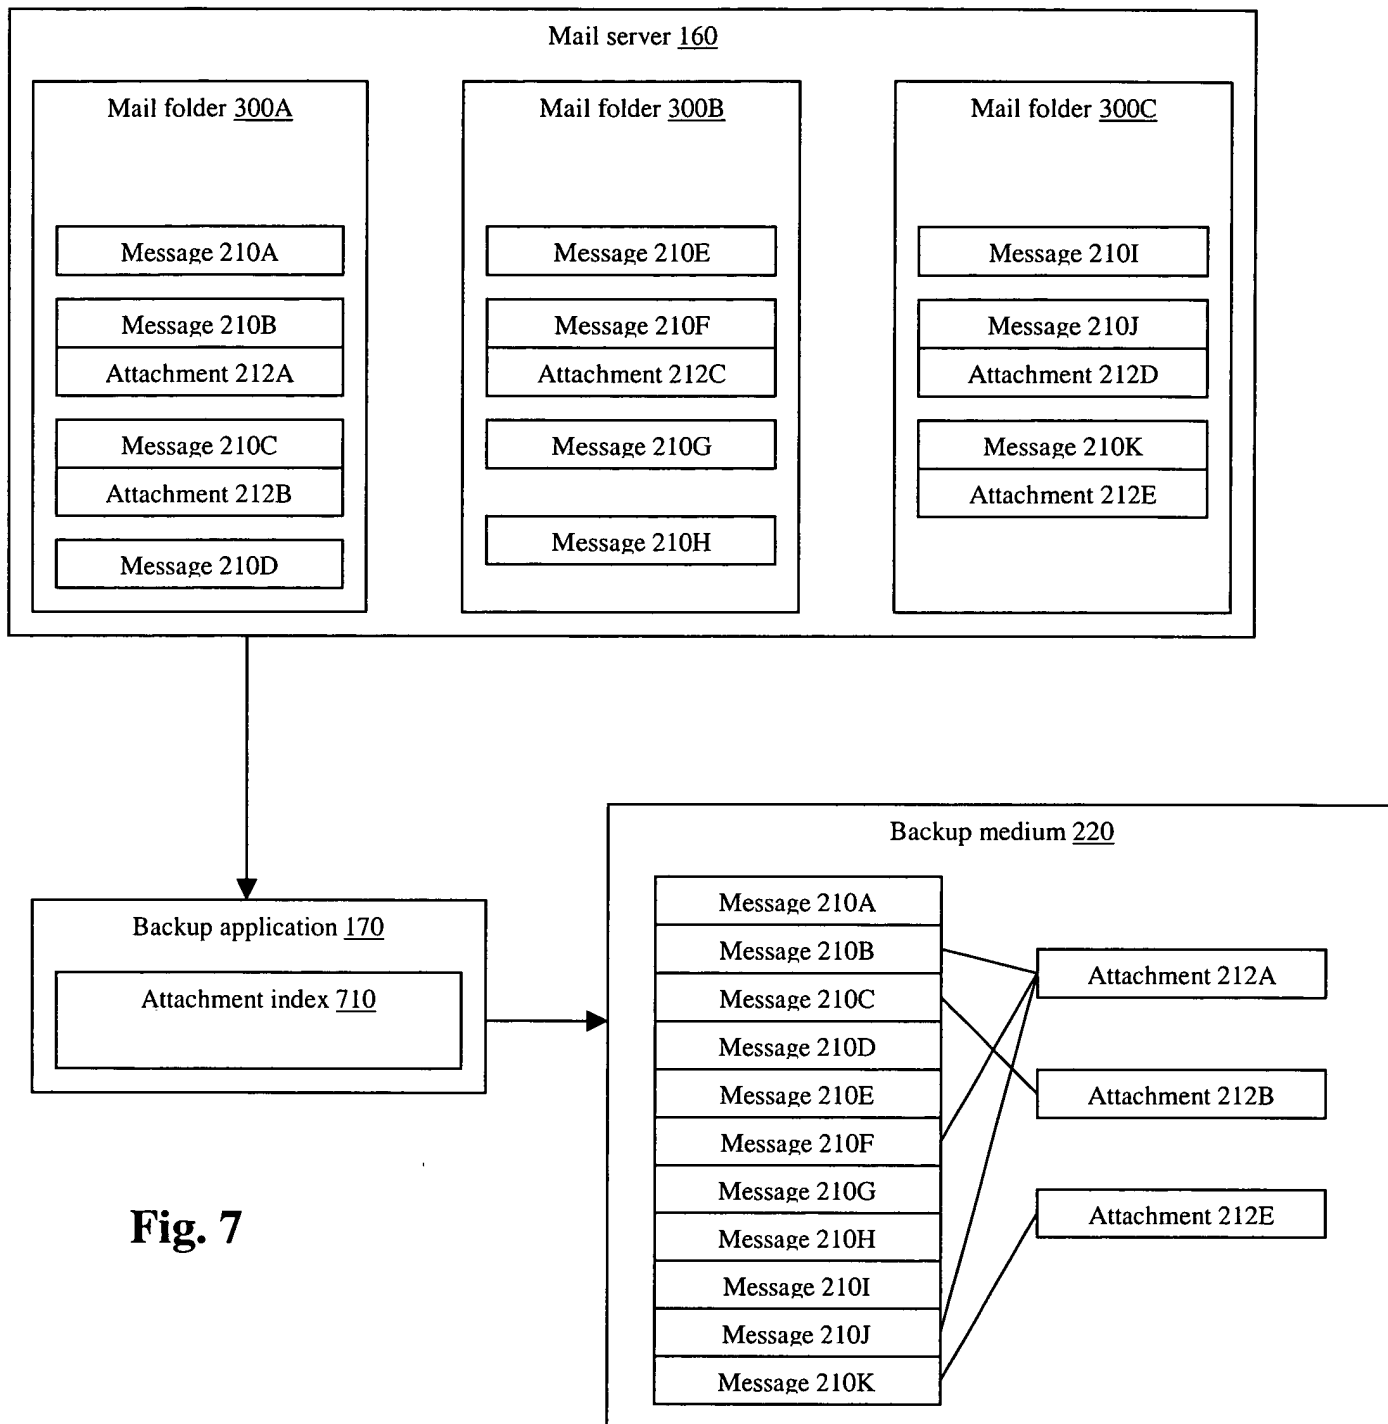 Mail server 160
Mail folder 300A
Message 210A
Message 210B
Attachment 212A
Message 210C
Attachment 212B
Message 210D
Mail folder 300B
Message 210E
Message 210F
Attachment 212C
Message 210G
Message 210H
Mail folder 300C
Message 210I
Message 210J
Attachment 212D
Message 210K
Attachment 212E
Backup application 170
Attachment index 710
Backup medium 220
Message 210A
Message 210B
Message 210C
Message 210D
Message 210E
Message 210F
Message 210G
Message 210H
Message 210I
Message 210J
Message 210K
Attachment 212A
Attachment 212B
Attachment 212E
Fig. 7